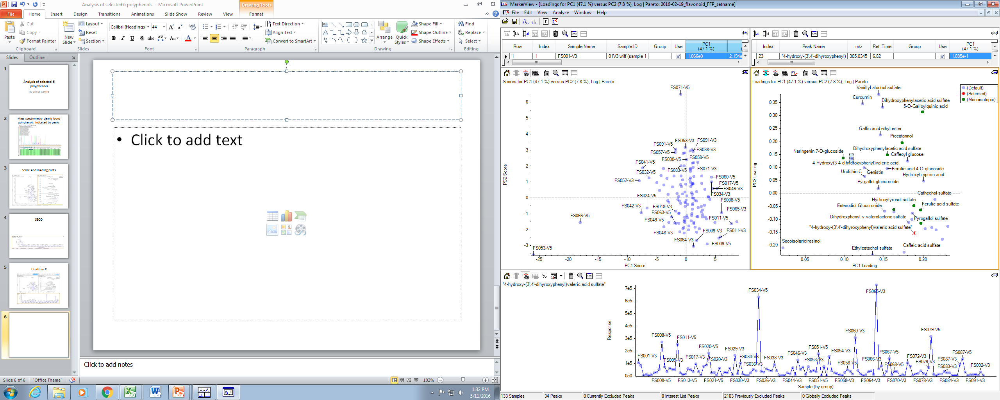 Analysis of selected 6 polyphenols - Microsoft PowerPoint
Drawing Tools
File Home Insert Design Transitions Animations Slide Show Review View Format
Paste
Cut
Copy
Format Painter
Clipboard
New Slide
Layout
Reset
Section
Slides
Calibri (Headings) 44
Font
Text Direction
Align Text
Convert to SmartArt
Paragraph
Arrange
Quick Styles
Shape Fill
Shape Outline
Shape Effects
Drawing
Find
Replace
Select
Editing
Slides Outline
1
Analysis of selected 6
polyphenols
By Crystal Camillo
2
Mass spectrometry clearly found
polyphenols indicated by peaks
3
Score and loading plots
4
SECO
5
Urolithin C
6
• Click to add text
Click to add notes
Slide 6 of 6 "Office Theme" 103%
1:32 PM
5/11/2016
MarkerView - [Loadings for PC1 (47.1 %) versus PC2 (7.8 %), Log | Pareto: 2016-02-19_flavonoid_FFP_setname]
File Edit View Analyze Window Help
Row Index Sample Name Sample ID Group Use PC1 (47.1 %)
1 1 FS001-V3 01V3.wiff (sample 1 1.066e0 2.194e
Index Peak Name m/z Ret. Time Group Use PC1 (47.1 %)
23 "4-hydroxy-(3',4'-dihyroxyphenyl) 305.0345 6.82 1.885e-1
Scores for PC1 (47.1 %) versus PC2 (7.8 %), Log | Pareto
FS071-V5
FS053-V3 FS091-V3
FS091-V5
FS057-V5 FS038-V3
FS030-V5 FS059-V5
FS041-V5
FS032-V5 FS083-V5 FS071-V3
FS052-V3 FS060-V5
FS017-V5
FS046-V3
FS024-V5 FS034-V3
FS042-V3 FS018-V3 FS008-V5
FS063-V5 FS065-V3
FS066-V5
FS049-V5 FS011-V5
FS048-V3 FS009-V3 FS011-V3
FS064-V3 FS009-V5
FS053-V5
PC2 Score
6
5
4
3
2
1
0
-1
-2
-3
-25 -20 -15 -10 -5 0 5
PC1 Score
Loadings for PC1 (47.1 %) versus PC2 (7.8 %), Log | Pareto
(Default)
(Selected)
(Monoisotopic)
Vanillyl alcohol sulfate
Curcurnin
Dihydroxyphenylacetic acid sulfate
5-O-Galloylquinic acid
Gallic acid ethyl ester
Piceatannol
Naringenin 7-O-glucoside
Dihydroxyphenylacetic acid sulfate
Caffeoyl glucose
4-Hydroxy(3-4-dihydroxyphenyl)valeric acid
Urolithin C
Genistin
Ferulic acid 4-O-glucoside
Hydroxyhippuric acid
Pyrgallol glucuronide
Cathechol sulfate
Hydrocytyrosol sulfate
Enterodiol Glucuronide
Ferulic acid sulfate
Dihydroxphenyl-y-valerolactone sulfate
Pyrogallol sulfate
"4-hydroxy-(3',4'-dihyroxyphenyl)valeric acid sulfate"
Secoisolariciresinol
Ethylcatechol sulfate
Caffeic acid sulfate
PC2 Loading
0.35
0.30
0.25
0.20
0.15
0.10
0.05
0.00
-0.05
-0.10
-0.15
-0.20
0.05 0.10 0.15 0.20
PC1 Loading
%
"4-hydroxy-(3',4'-dihyroxyphenyl)valeric acid sulfate"
Response
7e5
6e5
5e5
4e5
3e5
2e5
1e5
0e0
FS034-V5 FS065-V3
FS008-V5 FS011-V5 FS060-V3 FS079-V5
FS001-V3 FS009-V3 FS017-V3 FS020-V5 FS020-V3 FS029-V3 FS030-V3 FS036-V3 FS038-V3 FS046-V3 FS053-V3 FS051-V5 FS054-V3 FS058-V5 FS066-V3 FS067-V5 FS068-V5 FS072-V3 FS079-V3 FS087-V3 FS083-V3 FS087-V5 FS092-V3
FS008-V5 FS013-V5 FS021-V5 FS030-V3 FS036-V3 FS044-V3 FS051-V5 FS058-V3 FS064-V3 FS070-V3 FS078-V3 FS084-V3 FS091-V3
Sample (by group)
133 Samples 34 Peaks 0 Currently Excluded Peaks 0 Interest List Peaks 2103 Previously Excluded Peaks 0 Globally Excluded Peaks